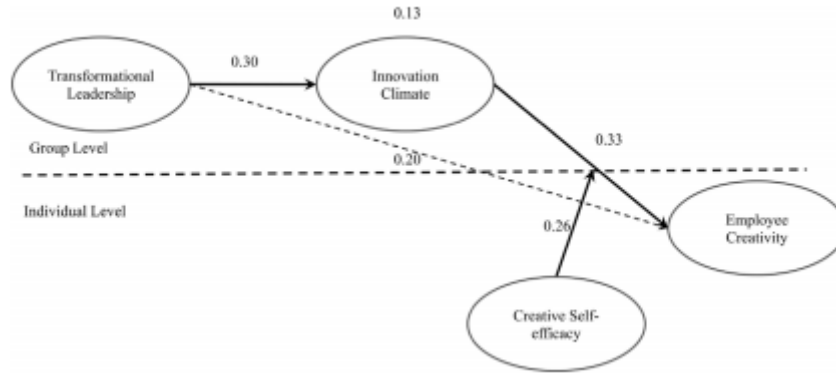 0.13
0.30
Transformational
Leadership
Innovation
Climate
0.33
Group Level
0.20
Individual Level
0.26
Employee
Creativity
Creative Self-
efficacy